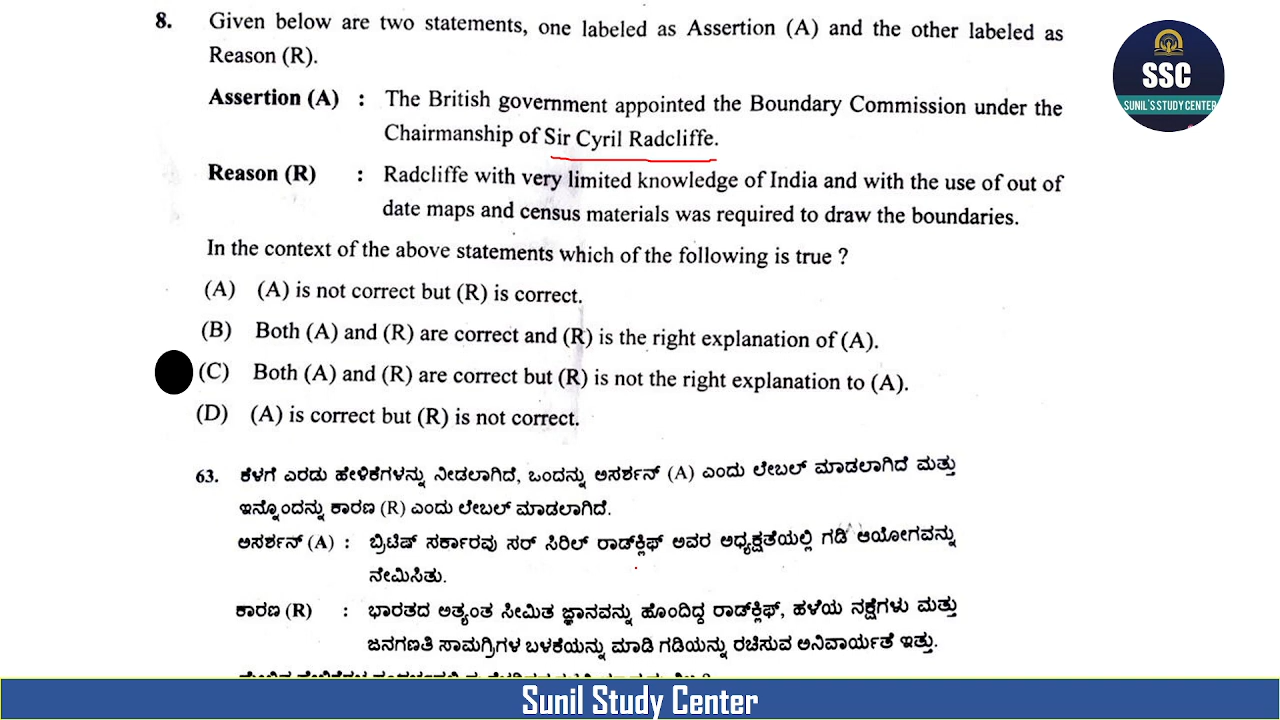 8. Given below are two statements, one labeled as Assertion (A) and the other labeled as
Reason (R).
Assertion (A) : The British government appointed the Boundary Commission under the
Chairmanship of Sir Cyril Radcliffe.
Reason (R) : Radcliffe with very limited knowledge of India and with the use of out of
date maps and census materials was required to draw the boundaries.
In the context of the above statements which of the following is true ?
(A) (A) is not correct but (R) is correct.
(B) Both (A) and (R) are correct and (R) is the right explanation of (A).
(C) Both (A) and (R) are correct but (R) is not the right explanation to (A).
(D) (A) is correct but (R) is not correct.
63. ಕೆಳಗೆ ಎರಡು ಹೇಳಿಕೆಗಳನ್ನು ನೀಡಲಾಗಿದೆ, ಒಂದನ್ನು ಅಸರ್ಶನ್ (A) ಎಂದು ಲೇಬಲ್ ಮಾಡಲಾಗಿದೆ ಮತ್ತು
ಇನ್ನೊಂದನ್ನು ಕಾರಣ (R) ಎಂದು ಲೇಬಲ್ ಮಾಡಲಾಗಿದೆ.
ಅಸರ್ಶನ್ (A) : ಬ್ರಿಟಿಷ್ ಸರ್ಕಾರವು ಸರ್ ಸಿರಿಲ್ ರಾಡ್‌ಕ್ಲಿಫ್ ಅವರ ಅಧ್ಯಕ್ಷತೆಯಲ್ಲಿ ಗಡಿ ಆಯೋಗವನ್ನು
ನೇಮಿಸಿತು.
ಕಾರಣ (R) : ಭಾರತದ ಅತ್ಯಂತ ಸೀಮಿತ ಜ್ಞಾನವನ್ನು ಹೊಂದಿದ್ದ ರಾಡ್‌ಕ್ಲಿಫ್, ಹಳೆಯ ನಕ್ಷೆಗಳು ಮತ್ತು
ಜನಗಣತಿ ಸಾಮಗ್ರಿಗಳ ಬಳಕೆಯನ್ನು ಮಾಡಿ ಗಡಿಯನ್ನು ರಚಿಸುವ ಅನಿವಾರ್ಯತೆ ಇತ್ತು.
SSC
SUNIL'S STUDY CENTER
Sunil Study Center